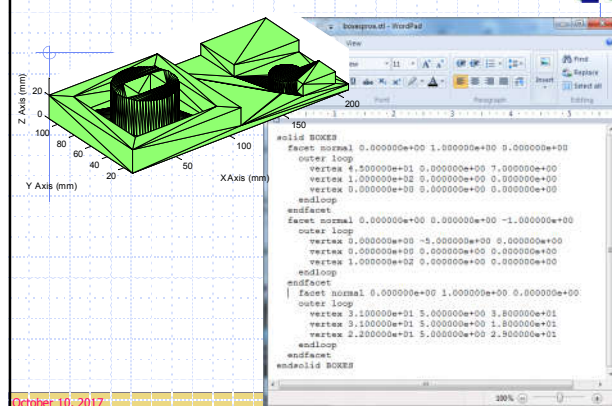 boxesprox.stl - WordPad
View
11
Find
Replace
Select all
Insert
Font
Paragraph
Editing
Z Axis (mm)
20
0
100
80
60
40
20
Y Axis (mm)
50
100
150
200
XAxis (mm)
1 2 3 4 5
solid BOXES
facet normal 0.000000e+00 1.000000e+00 0.000000e+00
outer loop
vertex 4.500000e+01 0.000000e+00 7.000000e+00
vertex 1.000000e+02 0.000000e+00 0.000000e+00
vertex 0.000000e+00 0.000000e+00 0.000000e+00
endloop
endfacet
facet normal 0.000000e+00 0.000000e+00 -1.000000e+00
outer loop
vertex 0.000000e+00 -5.000000e+00 0.000000e+00
vertex 0.000000e+00 0.000000e+00 0.000000e+00
vertex 1.000000e+02 0.000000e+00 0.000000e+00
endloop
endfacet
facet normal 0.000000e+00 1.000000e+00 0.000000e+00
outer loop
vertex 3.100000e+01 5.000000e+00 3.800000e+01
vertex 3.100000e+01 5.000000e+00 1.800000e+01
vertex 2.200000e+01 5.000000e+00 2.900000e+01
endloop
endfacet
endsolid BOXES
100%
October 10, 2017